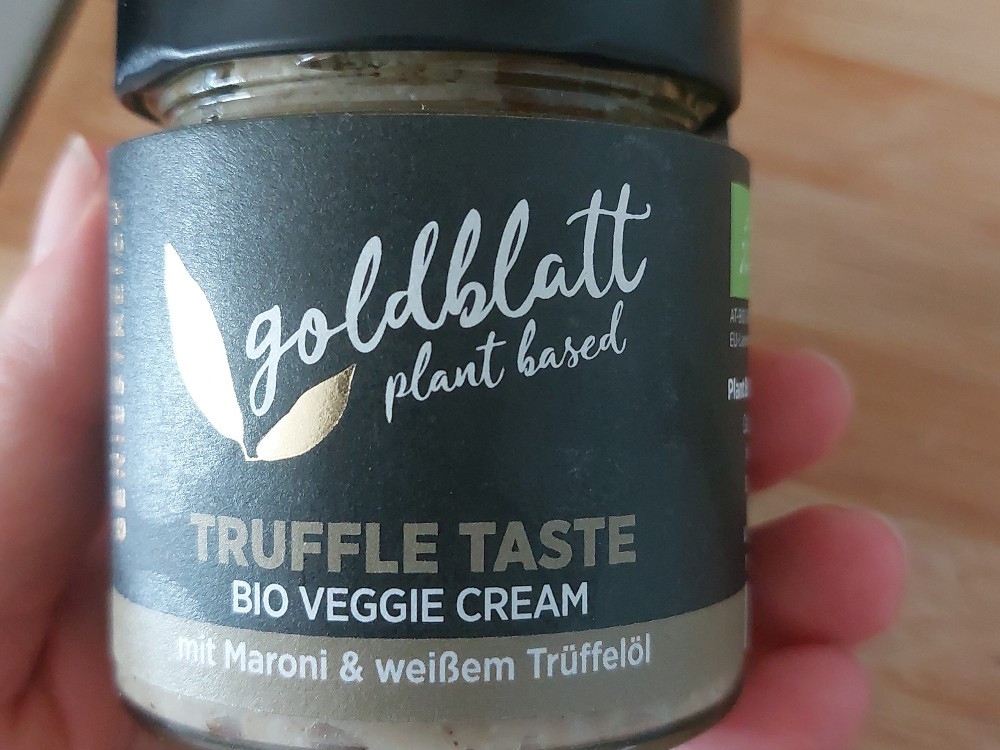 goldblatt
plant based
TRUFFLE TASTE
BIO VEGGIE CREAM
mit Maroni & weißem Trüffelöl